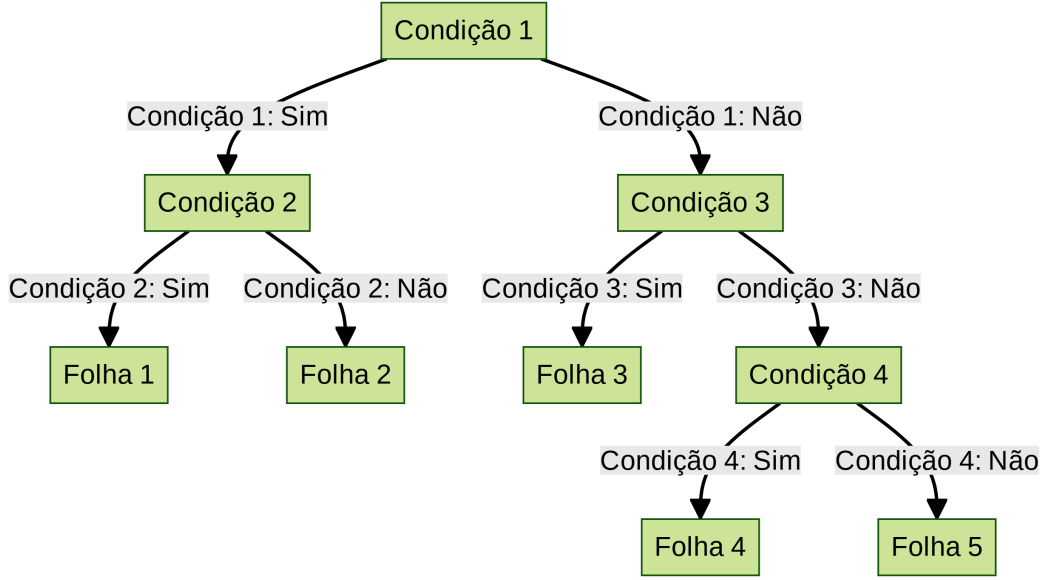 Condição 1
Condição 1: Sim
Condição 1: Não
Condição 2
Condição 3
Condição 2: Sim
Condição 2: Não
Condição 3: Sim
Condição 3: Não
Folha 1
Folha 2
Folha 3
Condição 4
Condição 4: Sim
Condição 4: Não
Folha 4
Folha 5